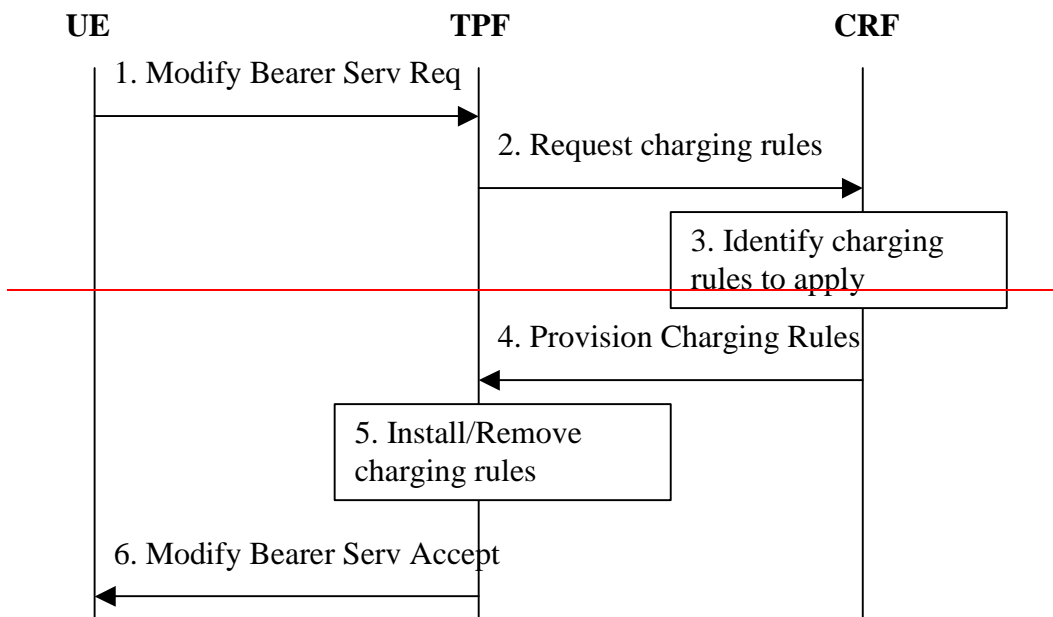 UE TPF CRF
1. Modify Bearer Serv Req
2. Request charging rules
3. Identify charging
rules to apply
4. Provision Charging Rules
5. Install/Remove
charging rules
6. Modify Bearer Serv Accept